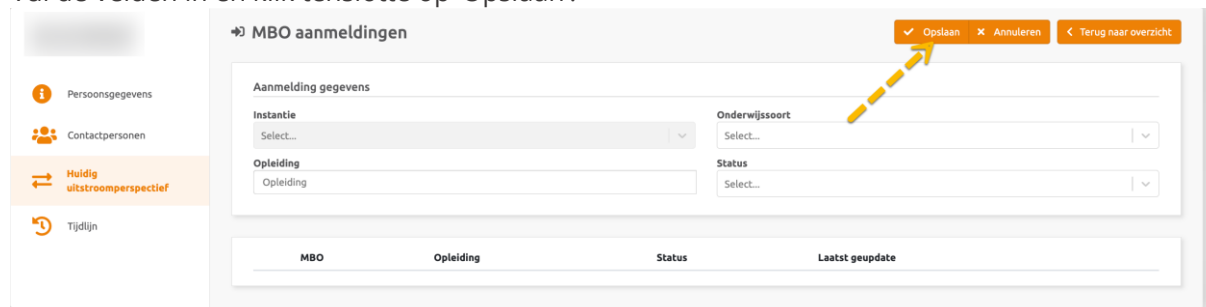 MBO aanmeldingen
Opslaan
Annuleren
Terug naar overzicht
Persoonsgegevens
Contactpersonen
Huidig
uitstroomperspectief
Tijdlijn
Aanmelding gegevens
Instantie
Select...
Onderwijssoort
Select...
Opleiding
Opleiding
Status
Select...
MBO Opleiding Status Laatst geupdate